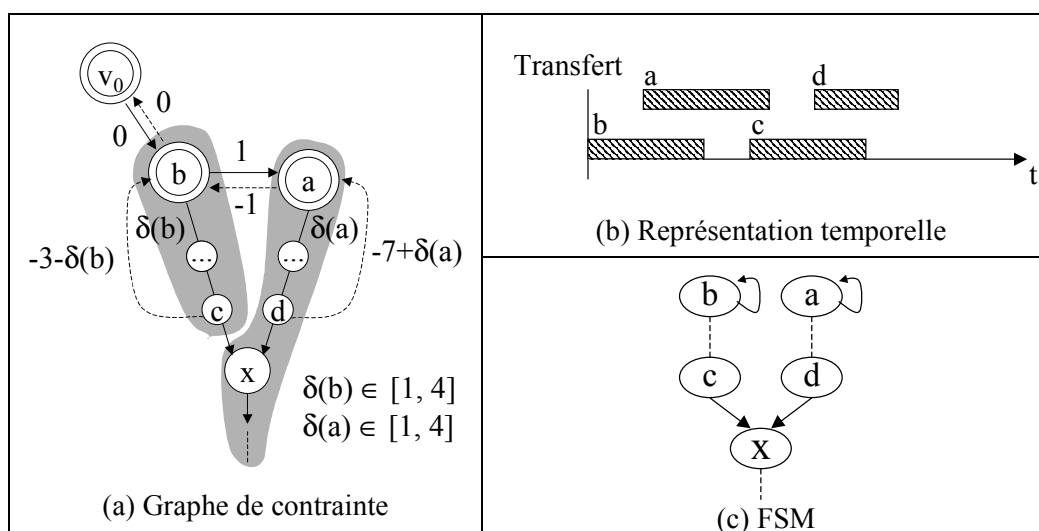 v0
0
0
b
1
a
-1
δ(b)
δ(a)
-3-δ(b)
...
...
-7+δ(a)
c
d
x
δ(b) ∈ [1, 4]
δ(a) ∈ [1, 4]
(a) Graphe de contrainte
Transfert
a
d
b
c
t
(b) Représentation temporelle
b
a
c
d
x
(c) FSM